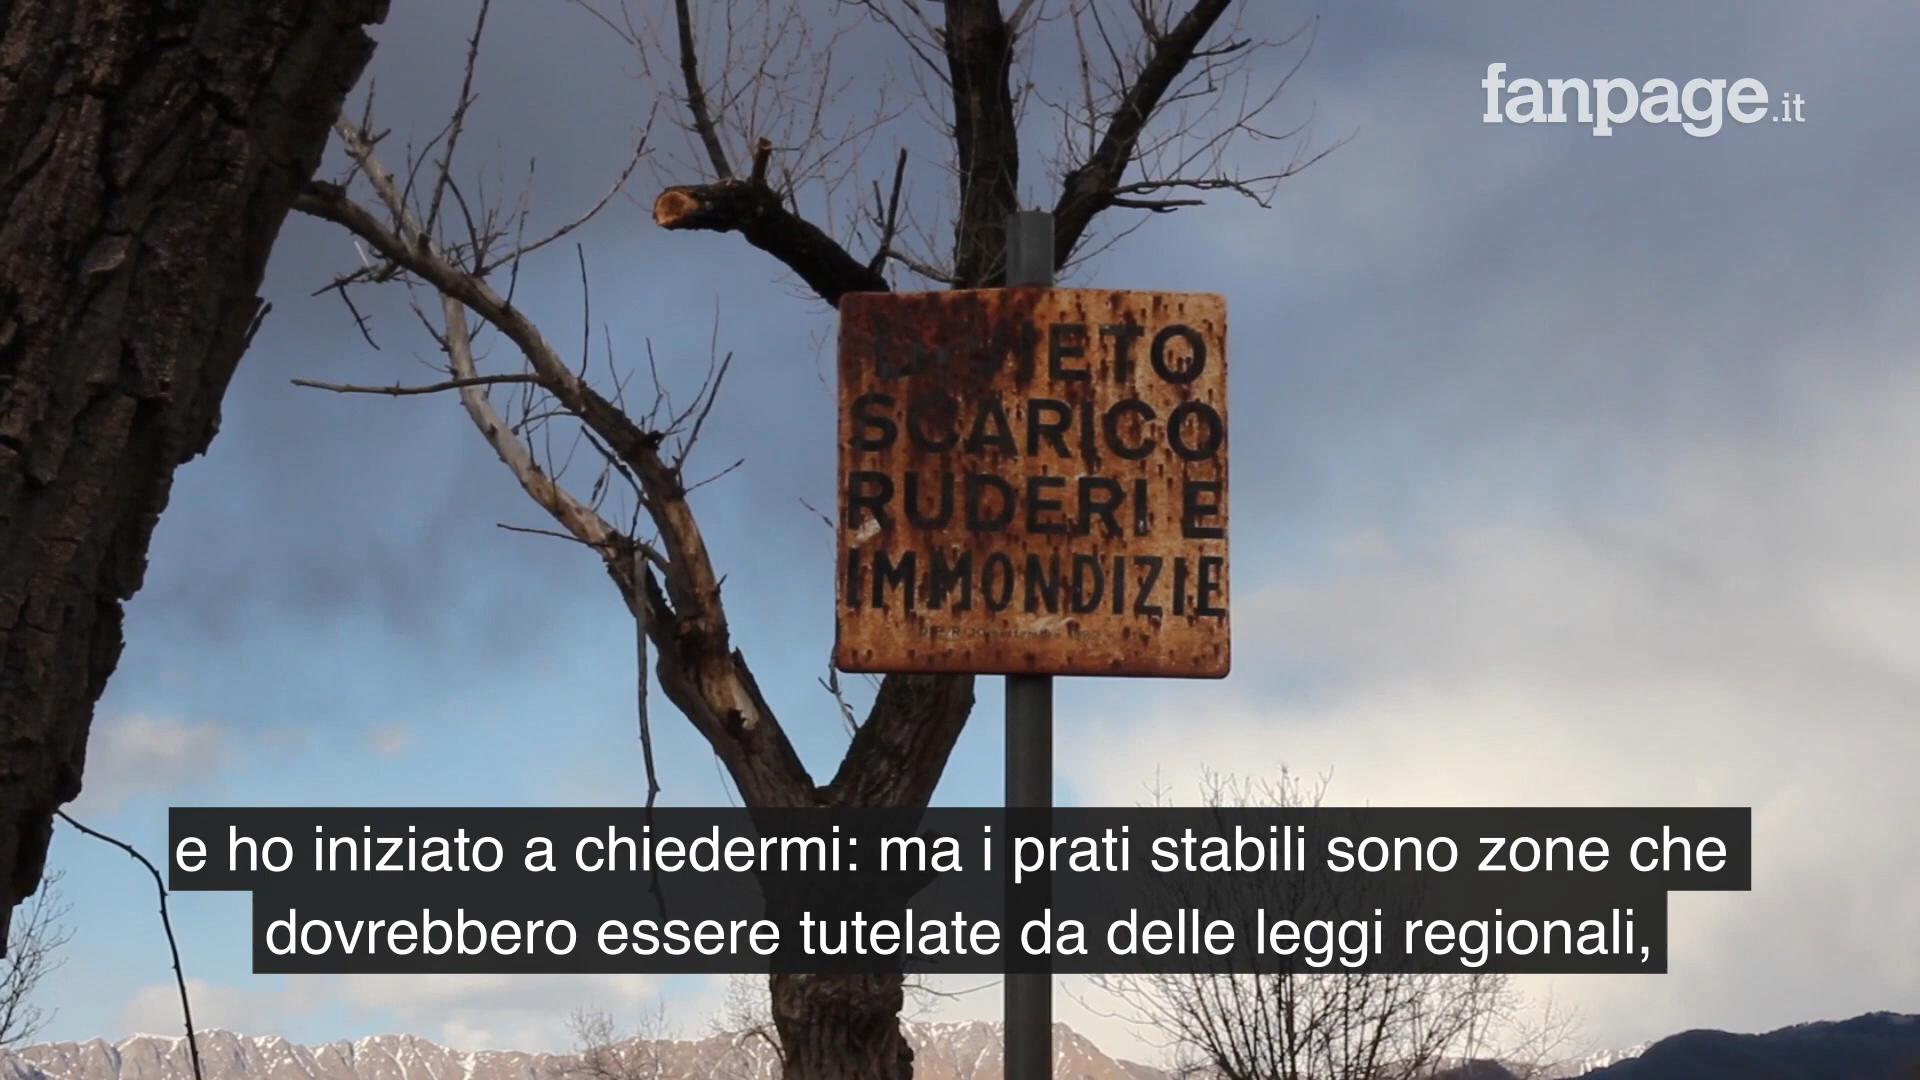 fanpage.it
DIVIETO
SCARICO
RUDERI E
IMMONDIZIE
e ho iniziato a chiedermi: ma i prati stabili sono zone che
dovrebbero essere tutelate da delle leggi regionali,